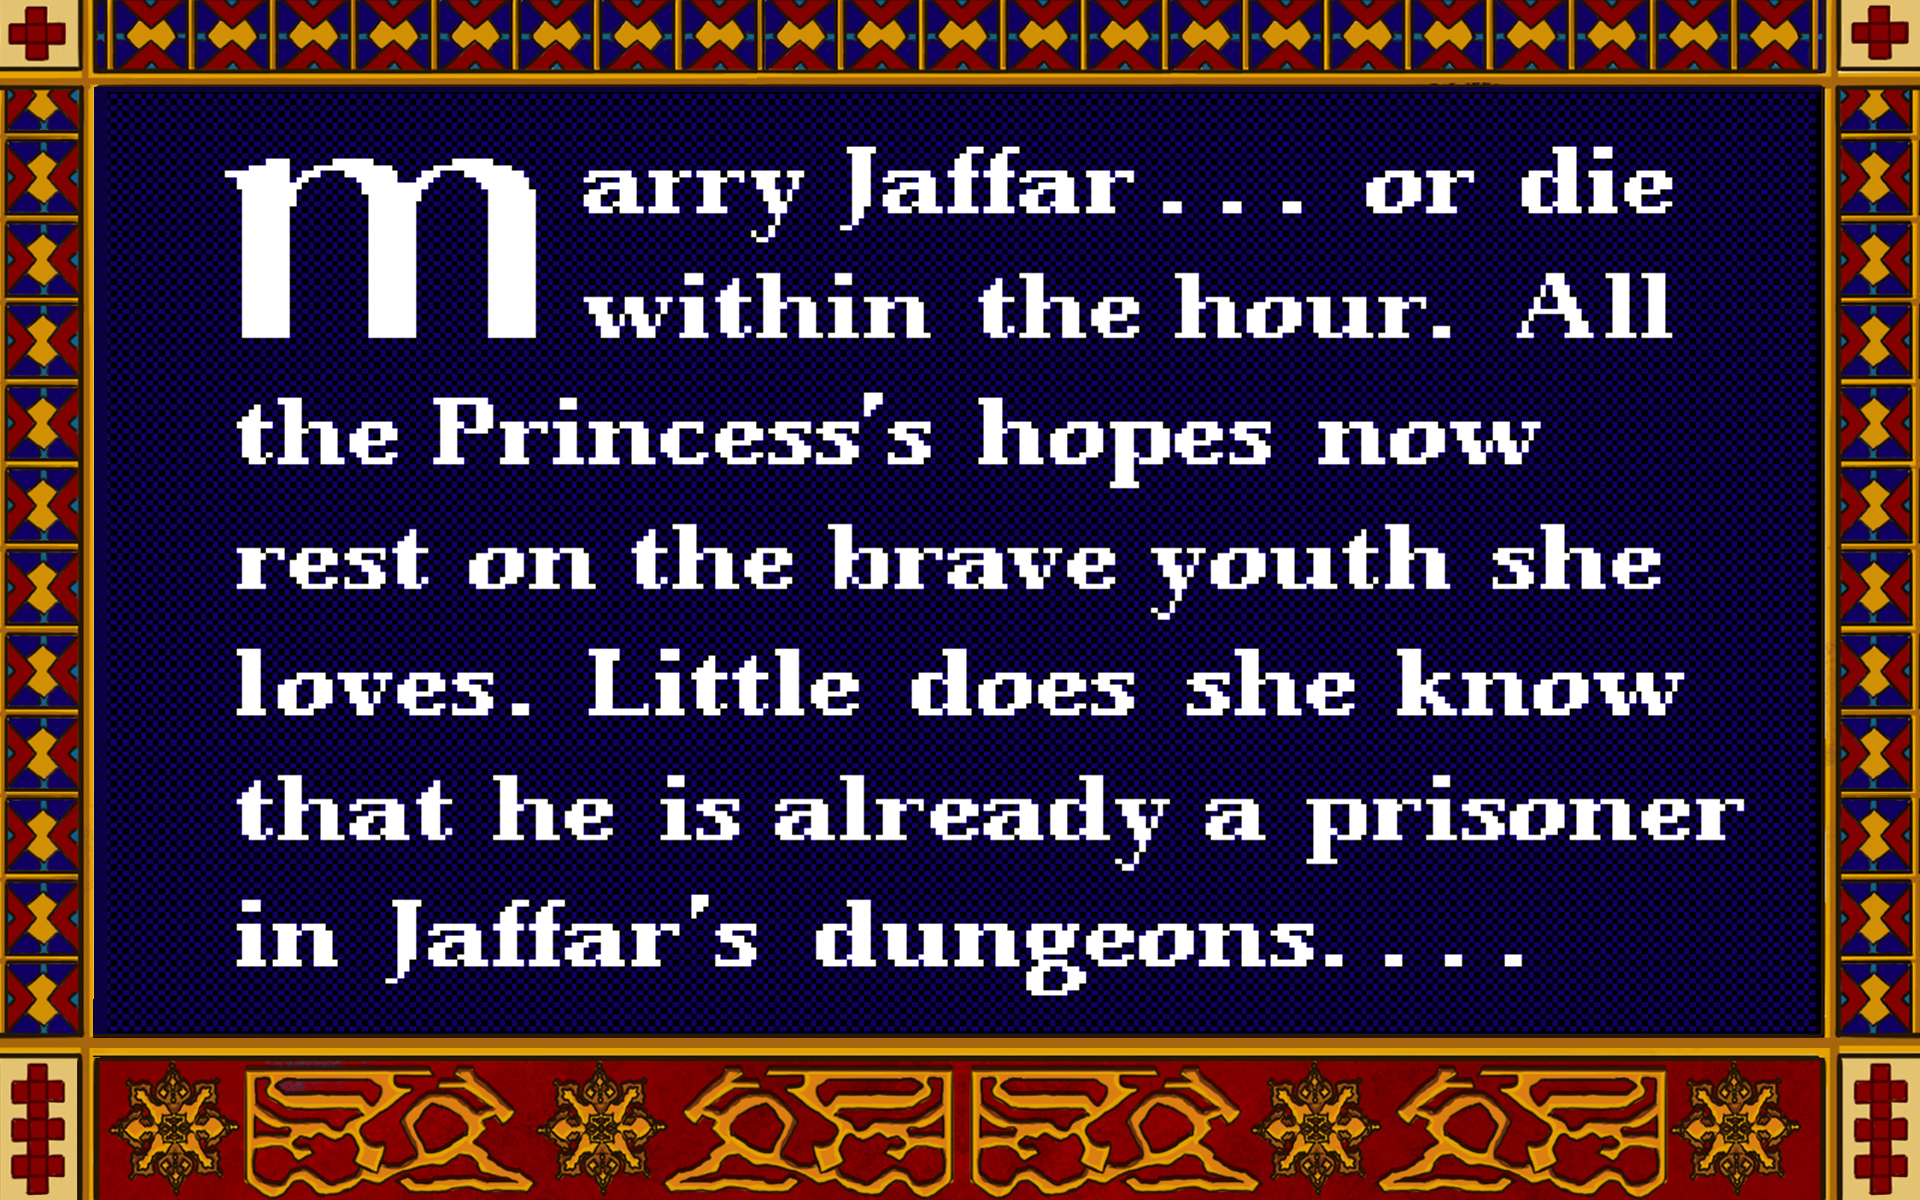 Marry Jaffar . . . or die
within the hour. All
the Princess's hopes now
rest on the brave youth she
loves. Little does she know
that he is already a prisoner
in Jaffar's dungeons. . . .